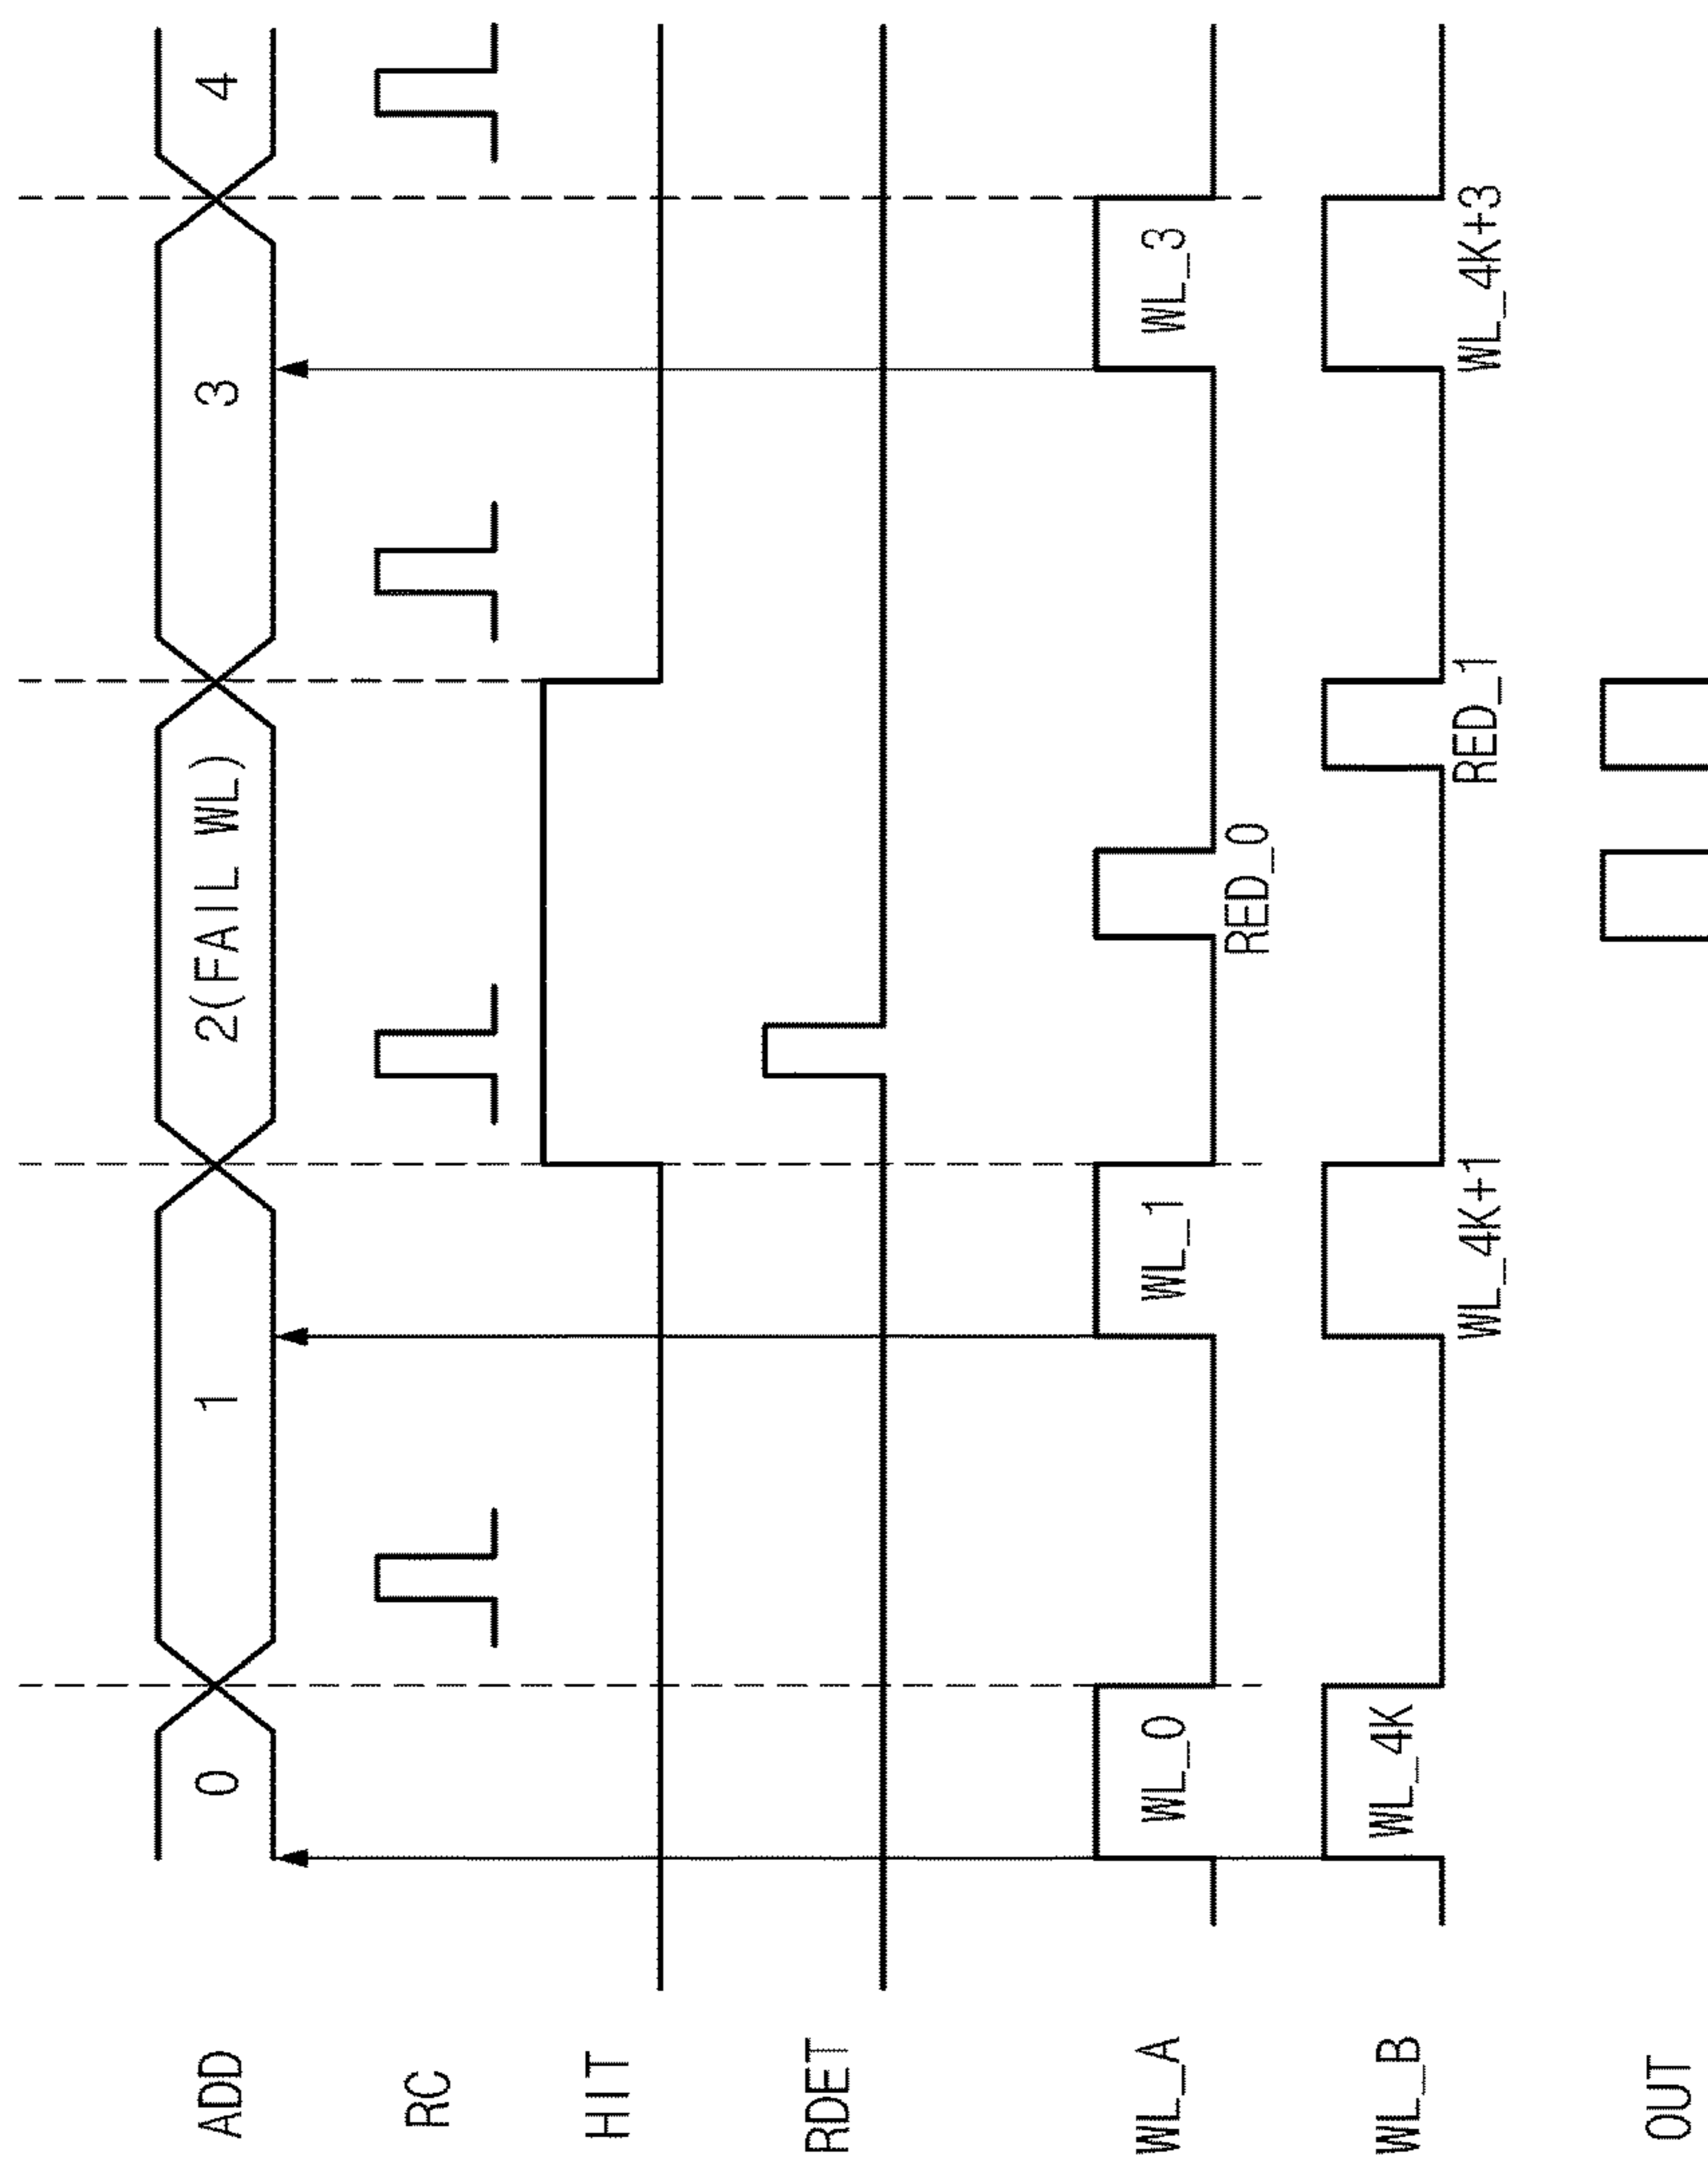 ADD
0
1
2(FAIL WL)
3
4
RC
HIT
RDET
WL_A
WL_0
WL_1
RED_0
WL_3
WL_B
WL_4K
WL_4K+1
RED_1
WL_4K+3
OUT